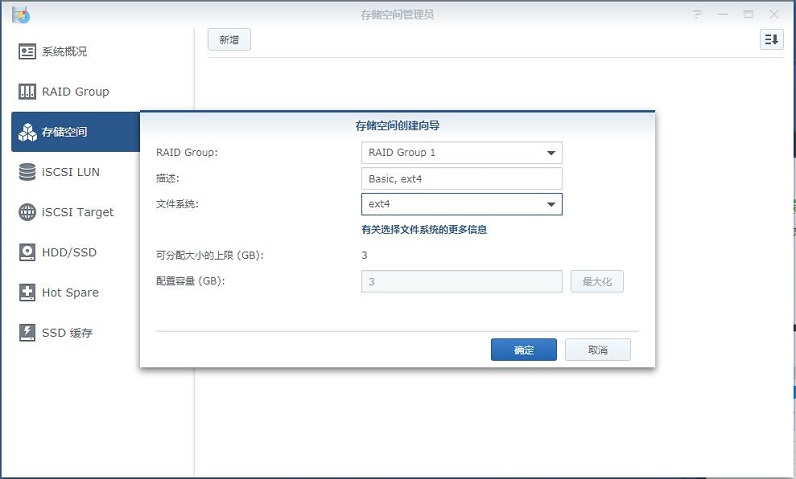 存储空间管理员
系统概况
RAID Group
存储空间
iSCSI LUN
iSCSI Target
HDD/SSD
Hot Spare
SSD 缓存
新增
存储空间创建向导
RAID Group: RAID Group 1
描述: Basic, ext4
文件系统: ext4
有关选择文件系统的更多信息
可分配大小的上限 (GB): 3
配置容量 (GB): 3 最大化
确定 取消